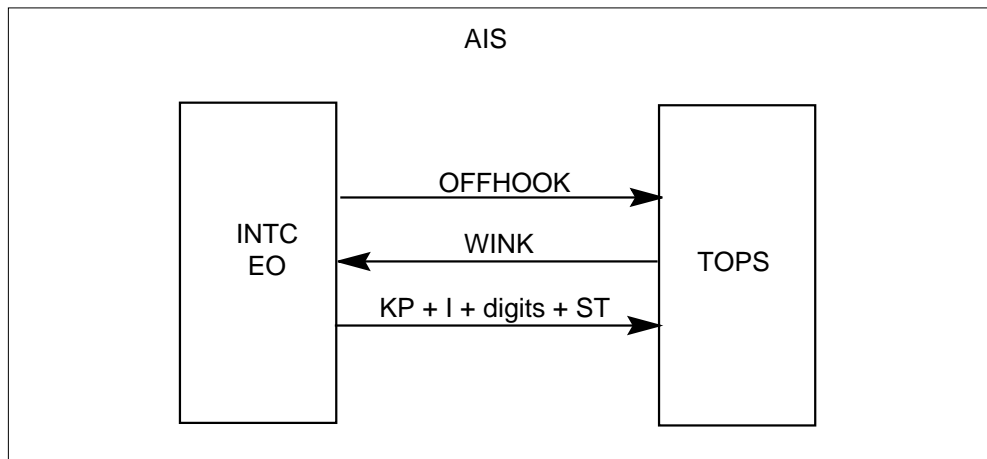 AIS
OFFHOOK
INTC
EO
WINK
TOPS
KP + I + digits + ST